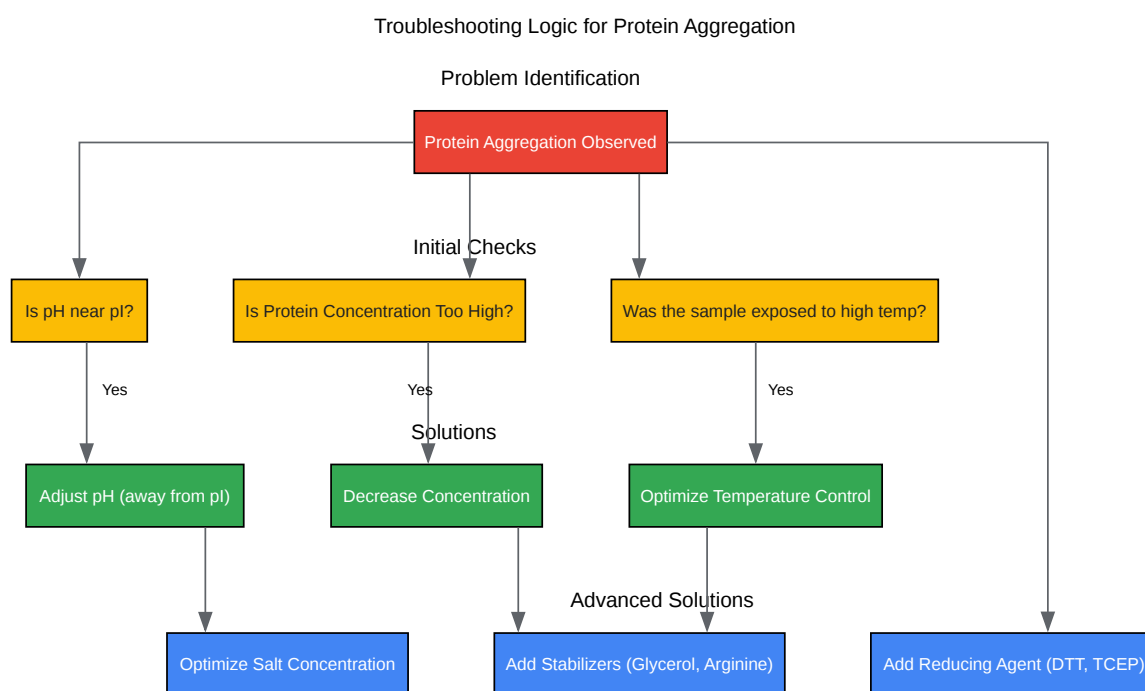 Troubleshooting Logic for Protein Aggregation
Problem Identification
Protein Aggregation Observed
Initial Checks
Is pH near pI?
Is Protein Concentration Too High?
Was the sample exposed to high temp?
Yes
Yes
Yes
Solutions
Adjust pH (away from pI)
Decrease Concentration
Optimize Temperature Control
Advanced Solutions
Optimize Salt Concentration
Add Stabilizers (Glycerol, Arginine)
Add Reducing Agent (DTT, TCEP)